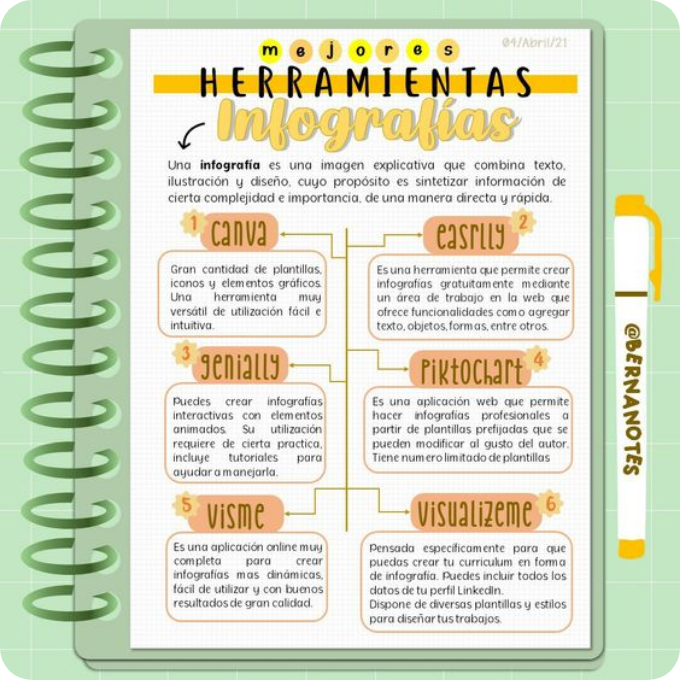 04/Abril/21
mejores
HERRAMIENTAS
Infografías
Una infografía es una imagen explicativa que combina texto,
ilustración y diseño, cuyo propósito es sintetizar información de
cierta complejidad e importancia, de una manera directa y rápida.
1 canva
Gran cantidad de plantillas,
iconos y elementos gráficos.
Una herramienta muy
versátil de utilización fácil e
intuitiva.
easrlly 2
Es una herramienta que permite crear
infografías gratuitamente mediante
un área de trabajo en la web que
ofrece funcionalidades como agregar
texto, objetos, formas, entre otros.
3 genially
Puedes crear infografías
interactivas con elementos
animados. Su utilización
requiere de cierta practica,
incluye tutoriales para
ayudar a manejarla.
piktochart 4
Es una aplicación web que permite
hacer infografías profesionales a
partir de plantillas prefijadas que se
pueden modificar al gusto del autor.
Tiene numero limitado de plantillas
5 visme
Es una aplicación online muy
completa para crear
infografías mas dinámicas,
fácil de utilizar y con buenos
resultados de gran calidad.
visualizeme 6
Pensada específicamente para que
puedas crear tu curriculum en forma
de infografía. Puedes incluir todos los
datos de tu perfil LinkedIn.
Dispone de diversas plantillas y estilos
para diseñar tus trabajos.
@BERNANOTES